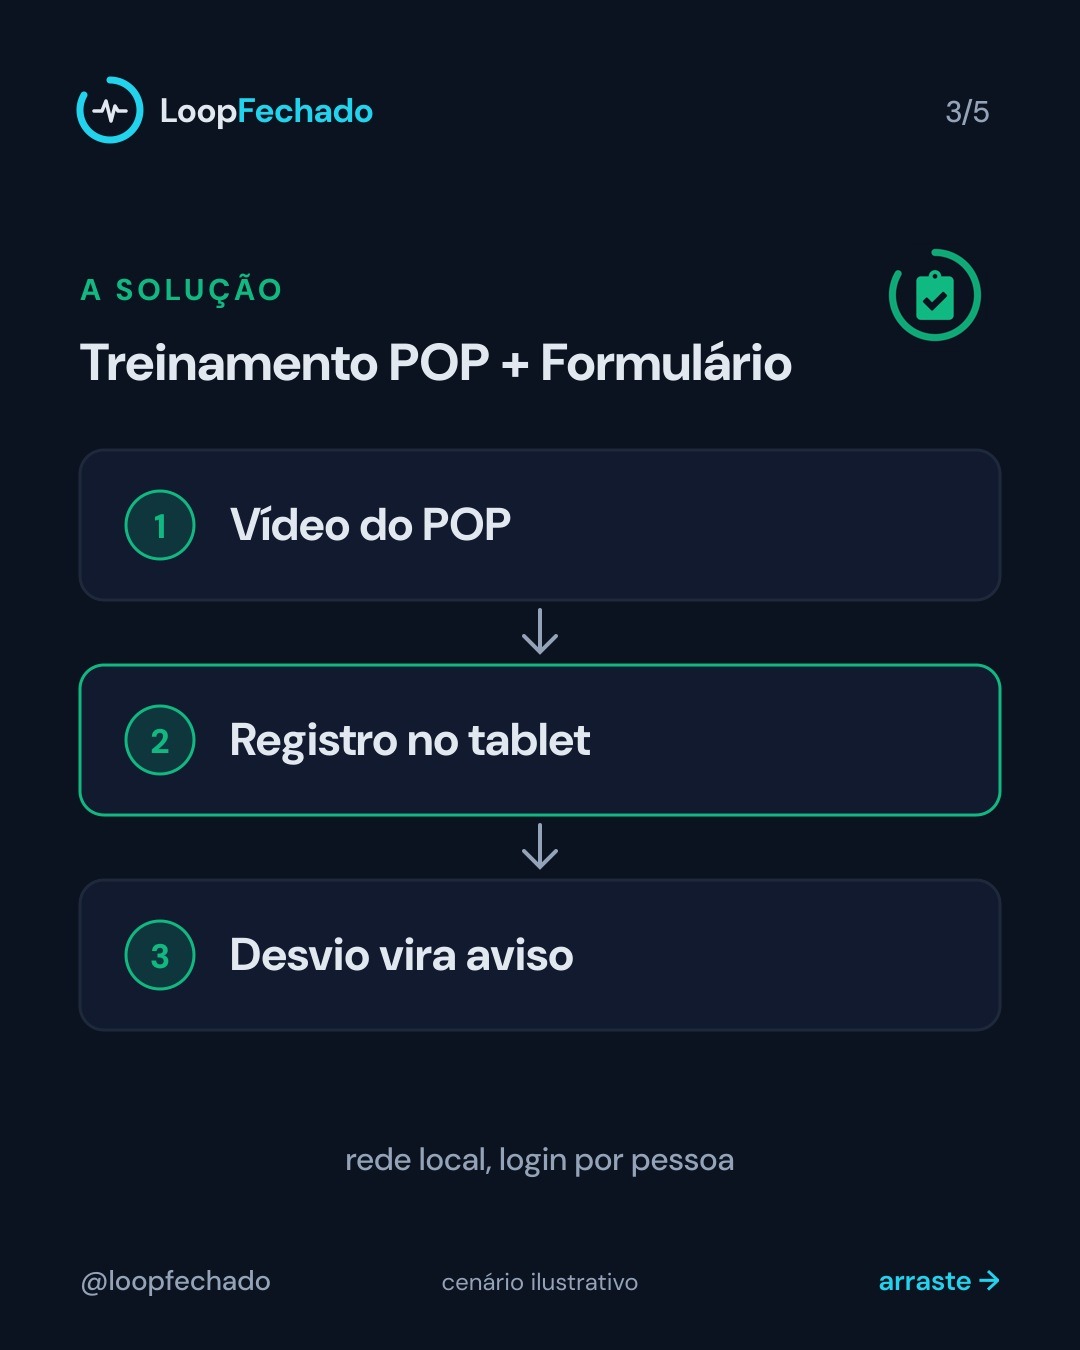 LoopFechado
3/5
A SOLUÇÃO
Treinamento POP + Formulário
1
Vídeo do POP
2
Registro no tablet
3
Desvio vira aviso
rede local, login por pessoa
@loopfechado
cenário ilustrativo
arraste →